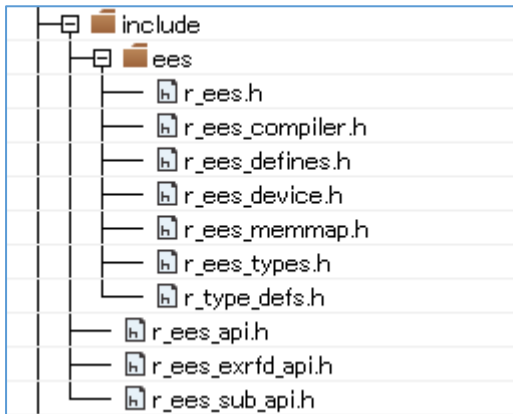 include
ees
r_ees.h
r_ees_compiler.h
r_ees_defines.h
r_ees_device.h
r_ees_memmap.h
r_ees_types.h
r_type_defs.h
r_ees_api.h
r_ees_exrfd_api.h
r_ees_sub_api.h